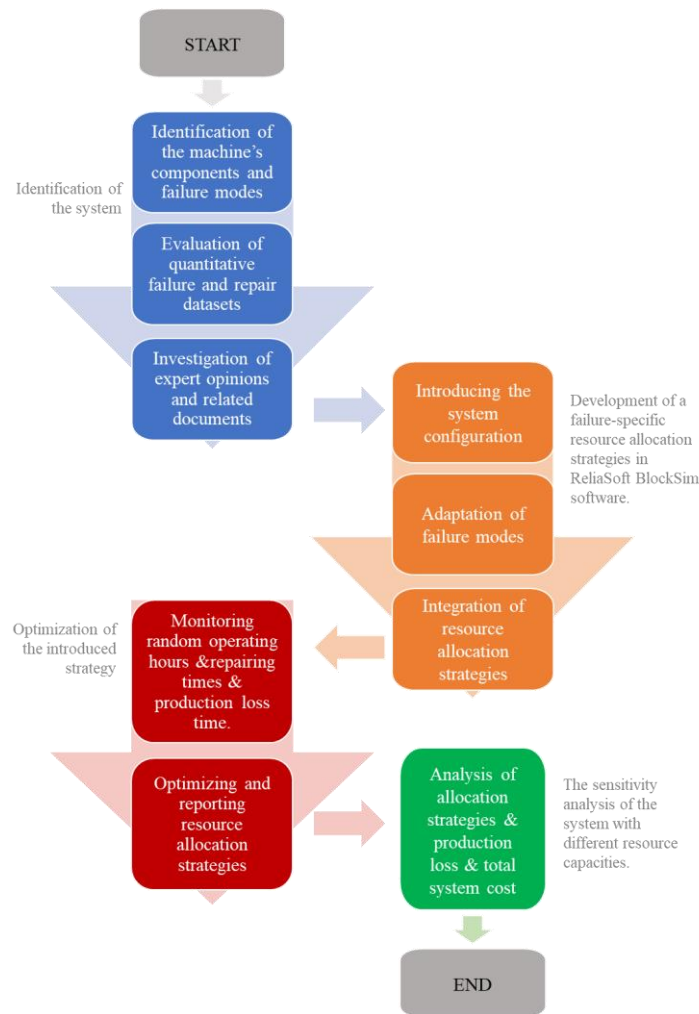 START
Identification of
the machine's
components and
failure modes
Identification of
the system
Evaluation of
quantitative
failure and repair
datasets
Investigation of
expert opinions
and related
documents
Introducing the
system
configuration
Development of a
failure-specific
resource allocation
strategies in
ReliaSoft BlockSim
software.
Adaptation of
failure modes
Integration of
resource
allocation
strategies
Monitoring
random operating
hours &repairing
times &
production loss
time.
Optimization of
the introduced
strategy
Optimizing and
reporting
resource
allocation
strategies
Analysis of
allocation
strategies &
production
loss & total
system cost
The sensitivity
analysis of the
system with
different resource
capacities.
END